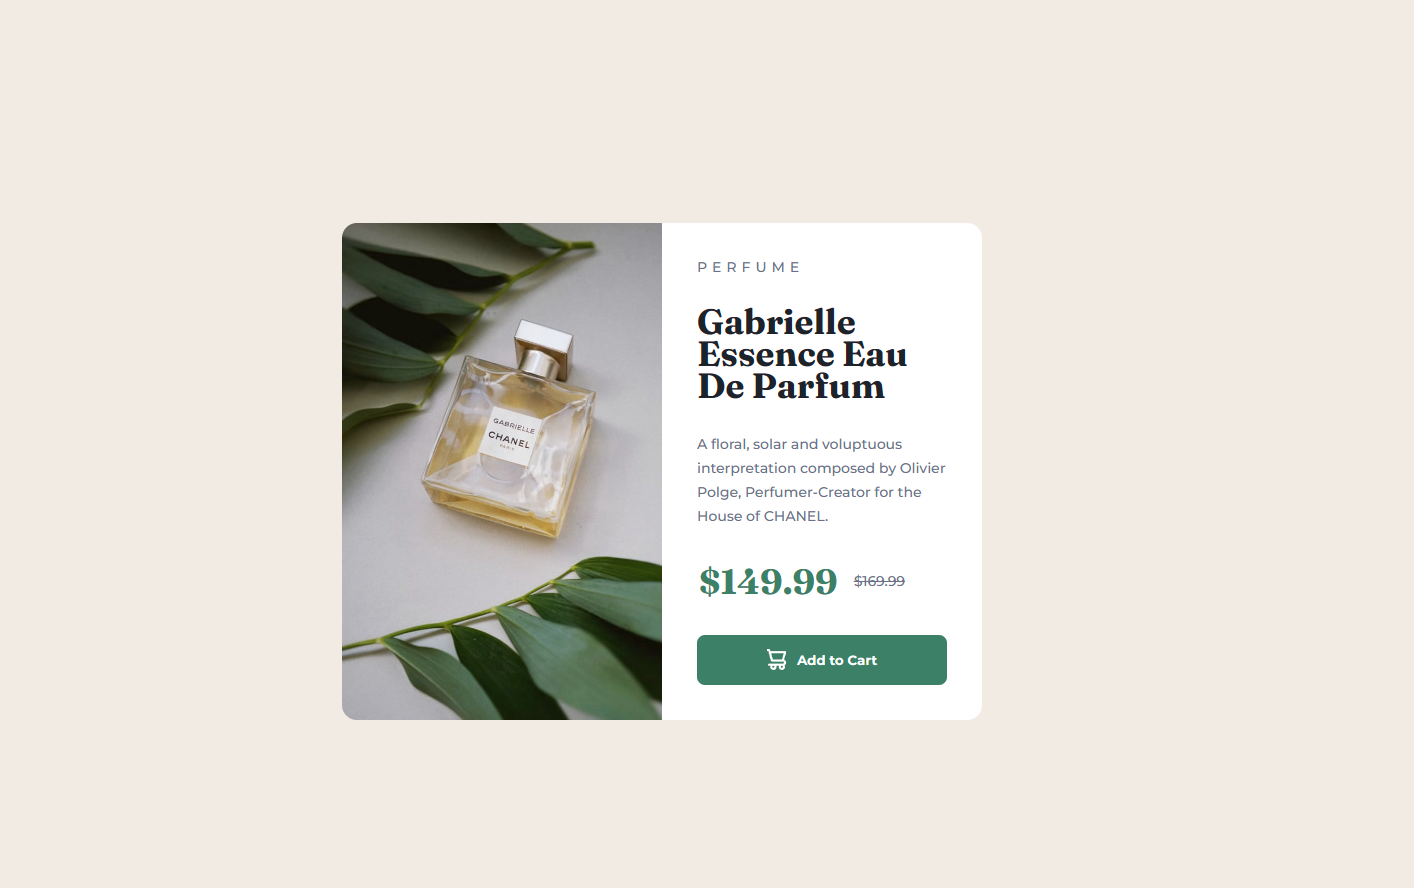 GABRIELLE
CHANEL
PARIS
PERFUME
Gabrielle
Essence Eau
De Parfum
A floral, solar and voluptuous
interpretation composed by Olivier
Polge, Perfumer-Creator for the
House of CHANEL.
$149.99 $169.99
Add to Cart